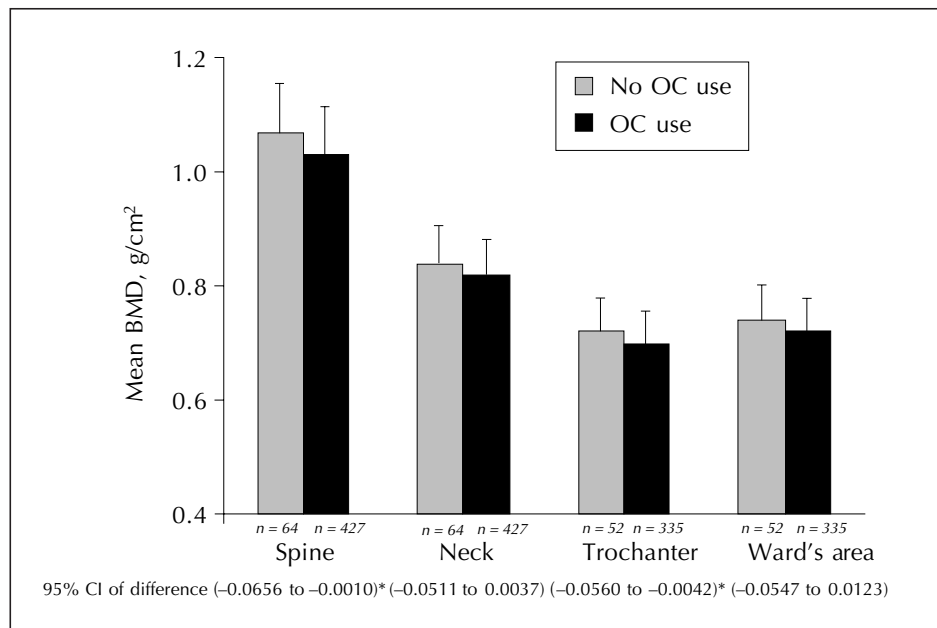 1.2
1.0
0.8
0.6
0.4
Mean BMD, g/cm²
No OC use
OC use
n = 64 n = 427 n = 64 n = 427 n = 52 n = 335 n = 52 n = 335
Spine Neck Trochanter Ward's area
95% CI of difference (–0.0656 to –0.0010)* (–0.0511 to 0.0037) (–0.0560 to –0.0042)* (–0.0547 to 0.0123)